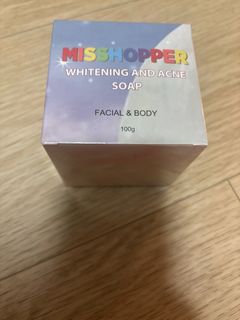 MISSHOPPER
WHITENING AND ACNE
SOAP
FACIAL & BODY
100g